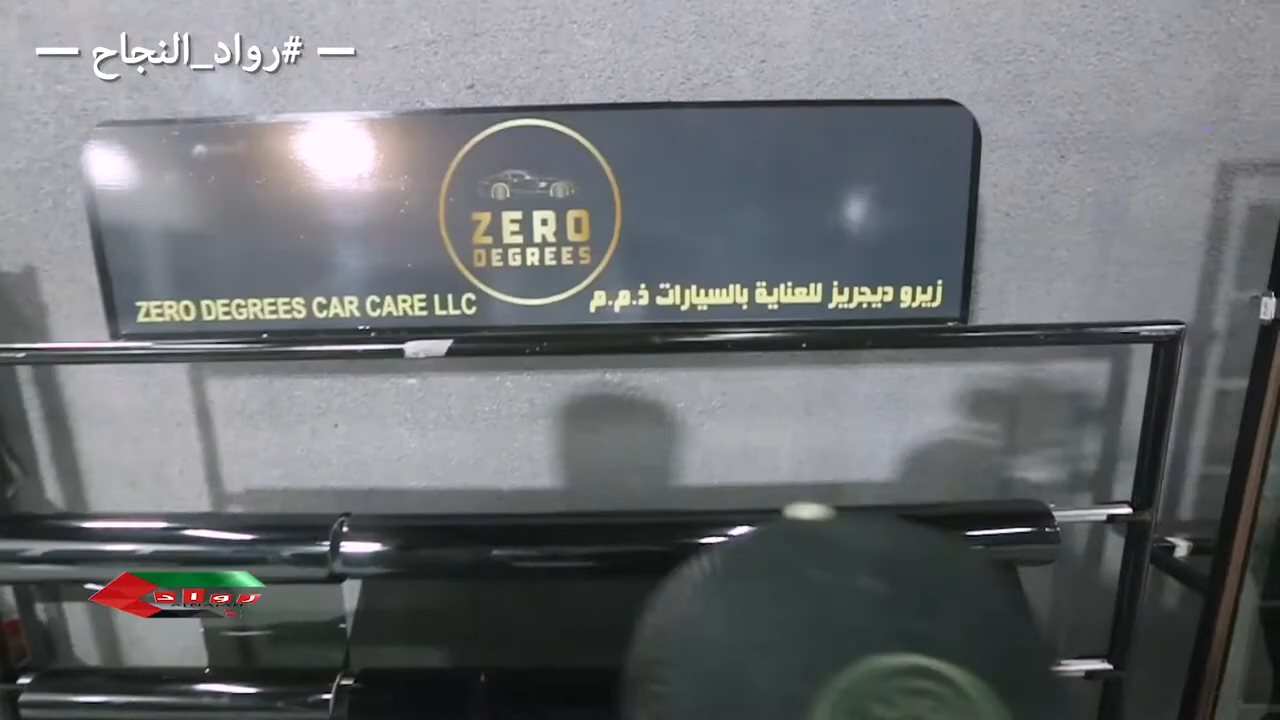 #رواد_النجاح
ZERO
DEGREES
ZERO DEGREES CAR CARE LLC
زيرو ديجريز للعناية بالسيارات ذ.م.م
رواد